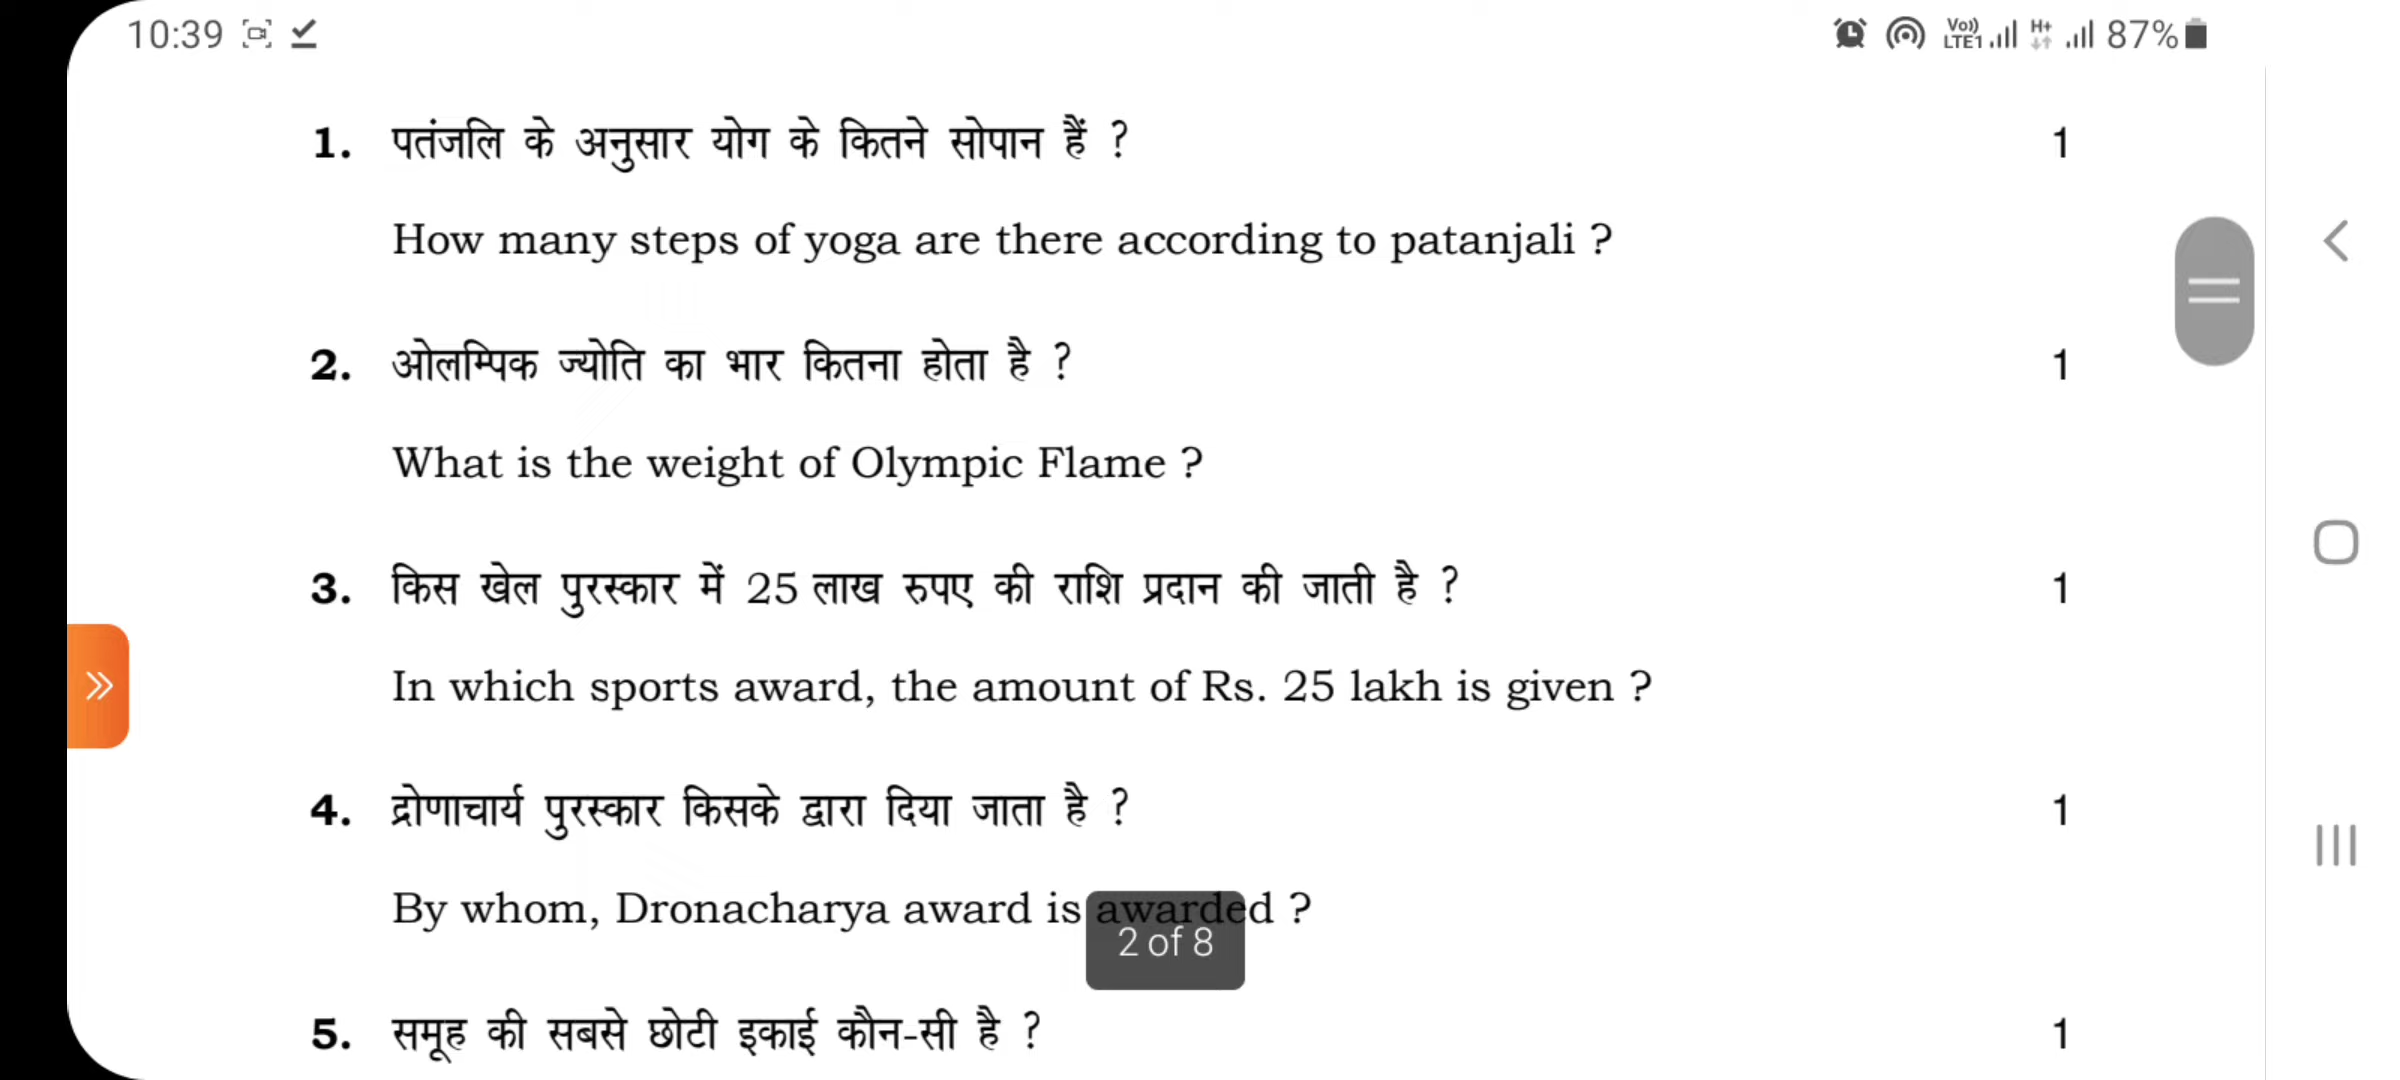 10:39 Vo)) LTE1 H+ 87%
1. पतंजलि के अनुसार योग के कितने सोपान हैं ? 1
How many steps of yoga are there according to patanjali ?
2. ओलम्पिक ज्योति का भार कितना होता है ? 1
What is the weight of Olympic Flame ?
3. किस खेल पुरस्कार में 25 लाख रुपए की राशि प्रदान की जाती है ? 1
In which sports award, the amount of Rs. 25 lakh is given ?
4. द्रोणाचार्य पुरस्कार किसके द्वारा दिया जाता है ? 1
By whom, Dronacharya award is awarded ?
2 of 8
5. समूह की सबसे छोटी इकाई कौन-सी है ? 1